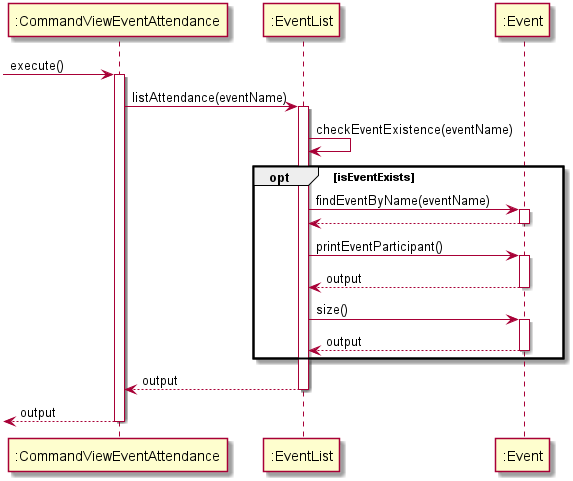 :CommandViewEventAttendance :EventList :Event
execute()
listAttendance(eventName)
checkEventExistence(eventName)
opt [isEventExists]
findEventByName(eventName)
printEventParticipant()
output
size()
output
output
output
:CommandViewEventAttendance :EventList :Event